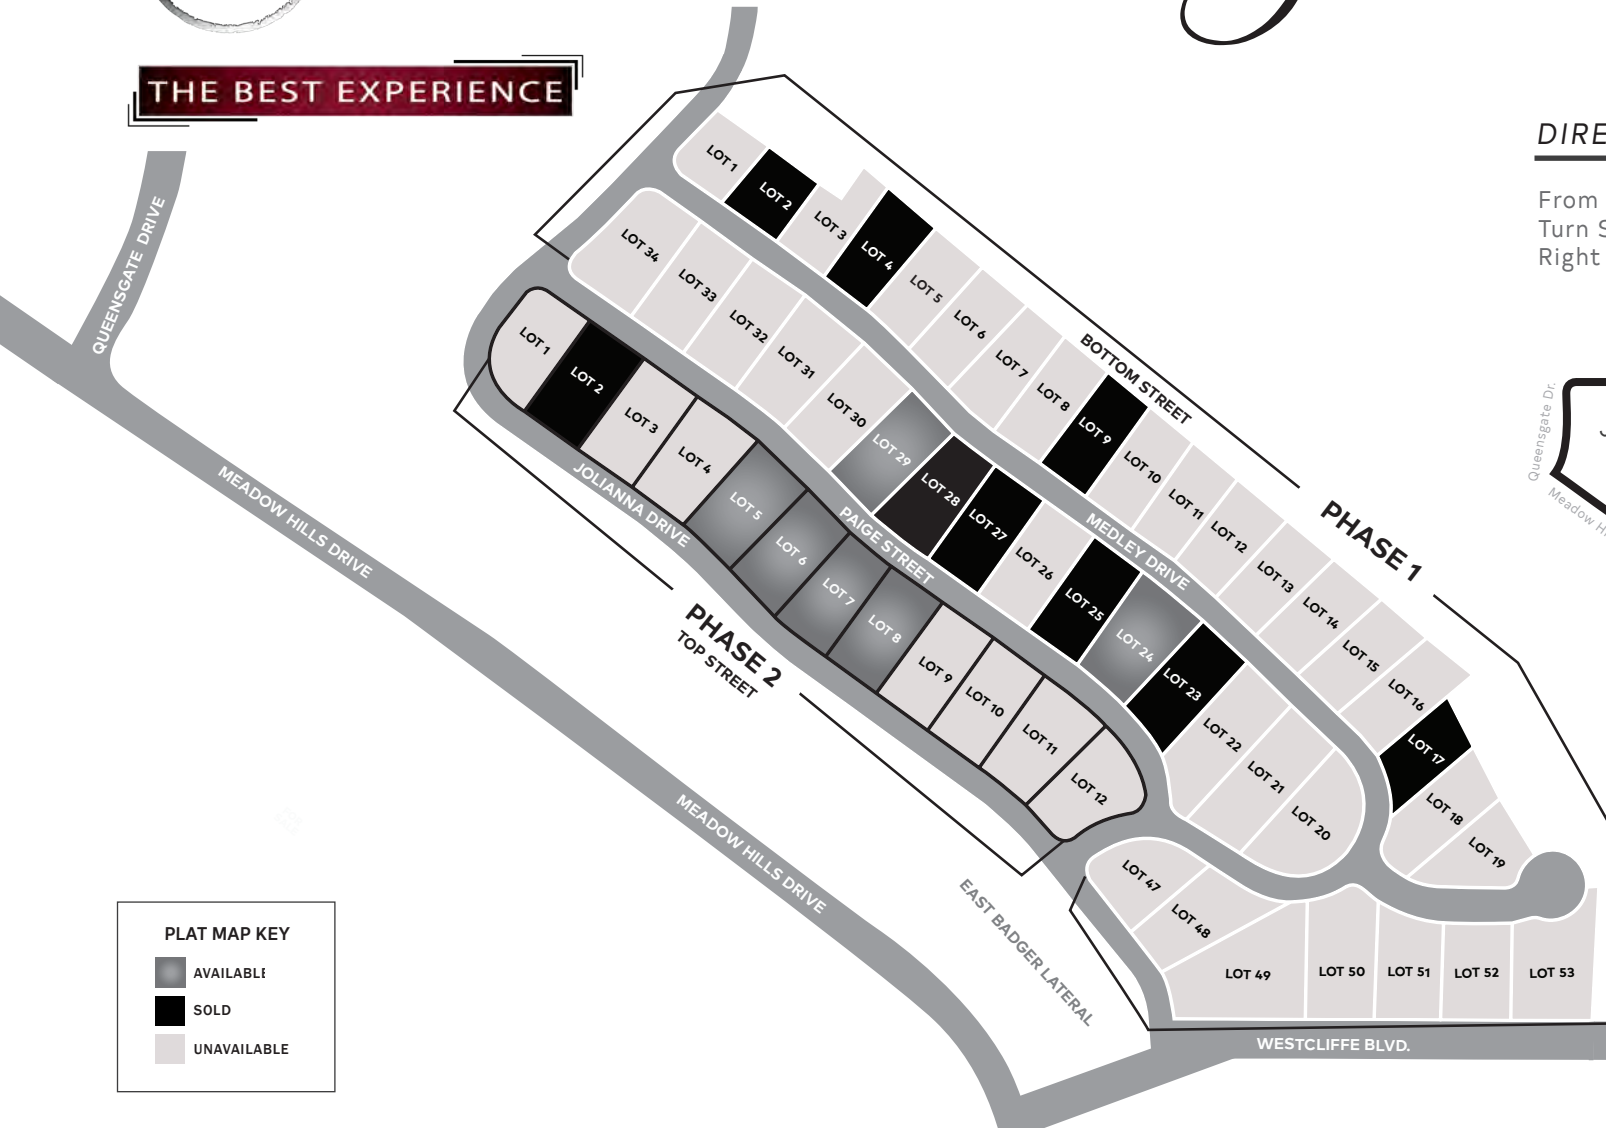 THE BEST EXPERIENCE
DIRE
From
Turn S
Right
QUEENSGATE DRIVE
LOT 1
LOT 2
LOT 3
LOT 4
LOT 5
LOT 6
LOT 7
LOT 8
LOT 9
LOT 10
LOT 11
LOT 12
LOT 13
LOT 14
LOT 15
LOT 16
LOT 17
LOT 18
LOT 19
BOTTOM STREET
PHASE 1
LOT 34
LOT 33
LOT 32
LOT 31
LOT 30
LOT 29
LOT 28
LOT 27
LOT 26
LOT 25
LOT 24
LOT 23
LOT 22
LOT 21
LOT 20
MEDLEY DRIVE
PAIGE STREET
LOT 1
LOT 2
LOT 3
LOT 4
LOT 5
LOT 6
LOT 7
LOT 8
LOT 9
LOT 10
LOT 11
LOT 12
JOLIANNA DRIVE
PHASE 2
TOP STREET
MEADOW HILLS DRIVE
MEADOW HILLS DRIVE
EAST BADGER LATERAL
LOT 47
LOT 48
LOT 49
LOT 50
LOT 51
LOT 52
LOT 53
WESTCLIFFE BLVD.
Queensgate Dr.
Meadow Hi
PLAT MAP KEY
AVAILABLE
SOLD
UNAVAILABLE